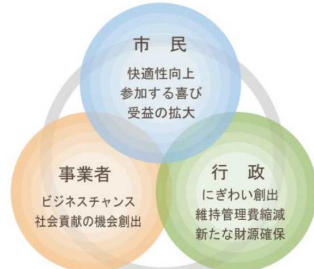 市 民
快適性向上
参加する喜び
受益の拡大
事業者
ビジネスチャンス
社会貢献の機会創出
行 政
にぎわい創出
維持管理費縮減
新たな財源確保